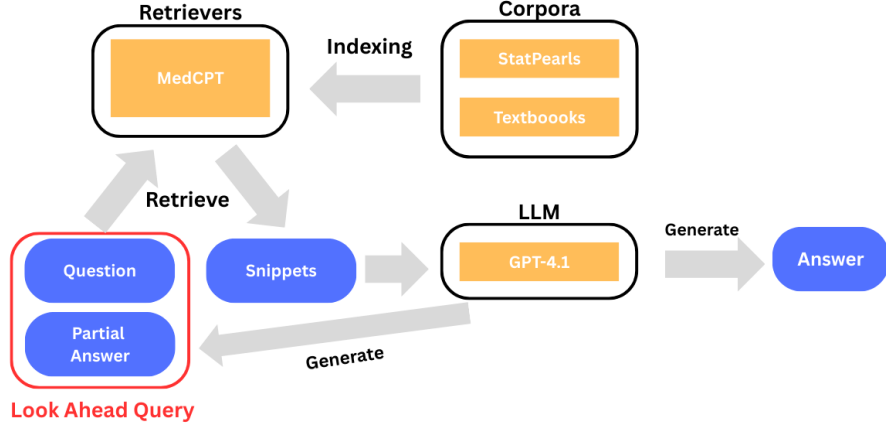 Retrievers
Corpora
MedCPT
Indexing
StatPearls
Textboooks
Retrieve
LLM
Question
Snippets
GPT-4.1
Generate
Answer
Partial
Answer
Generate
Look Ahead Query